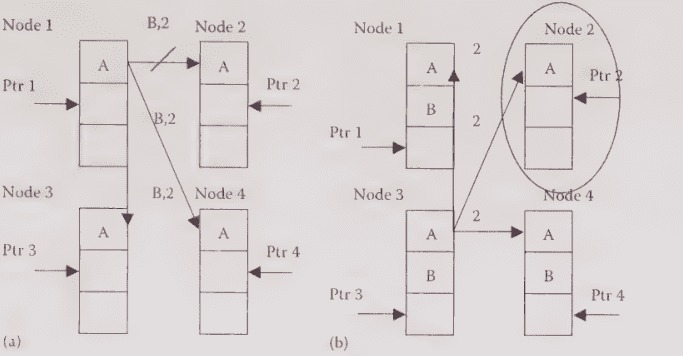 Node 1
B,2
Node 2
A
A
Ptr 1
Ptr 2
B,2
Node 3
B,2
Node 4
A
A
Ptr 3
Ptr 4
(a)
Node 1
2
Node 2
A
A
Ptr 2
B
2
Ptr 1
Node 3
Node 4
2
A
A
B
B
Ptr 3
Ptr 4
(b)